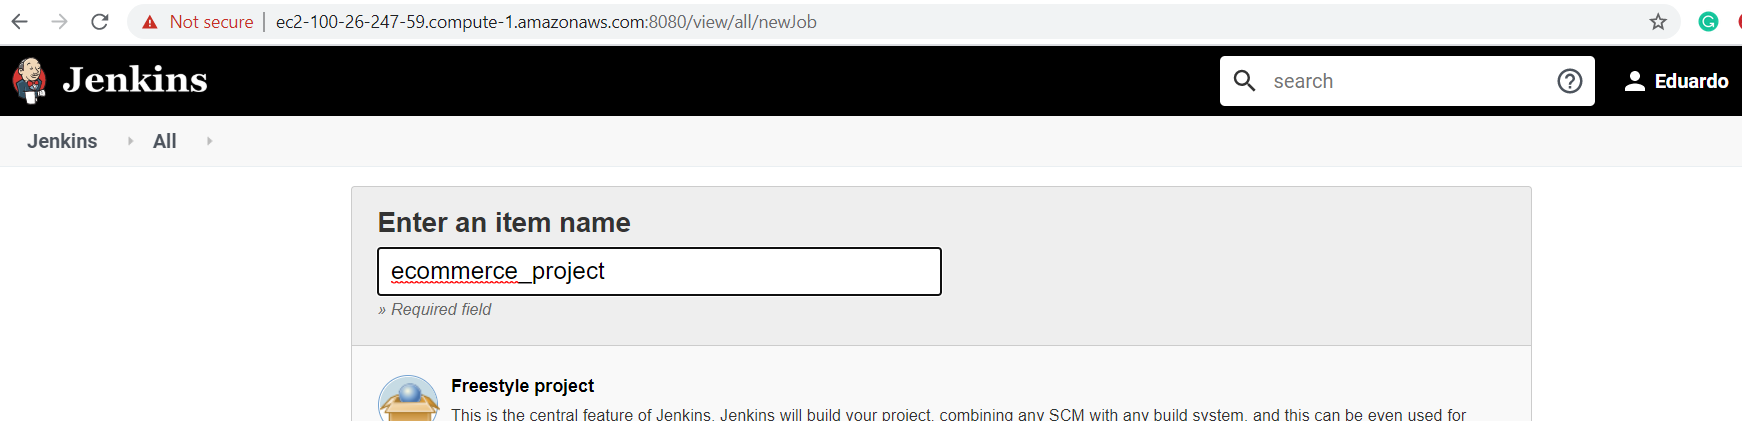 Not secure ec2-100-26-247-59.compute-1.amazonaws.com:8080/view/all/newJob
Jenkins search Eduardo
Jenkins All
Enter an item name
ecommerce_project
» Required field
Freestyle project
This is the central feature of Jenkins. Jenkins will build your project, combining any SCM with any build system, and this can be even used for